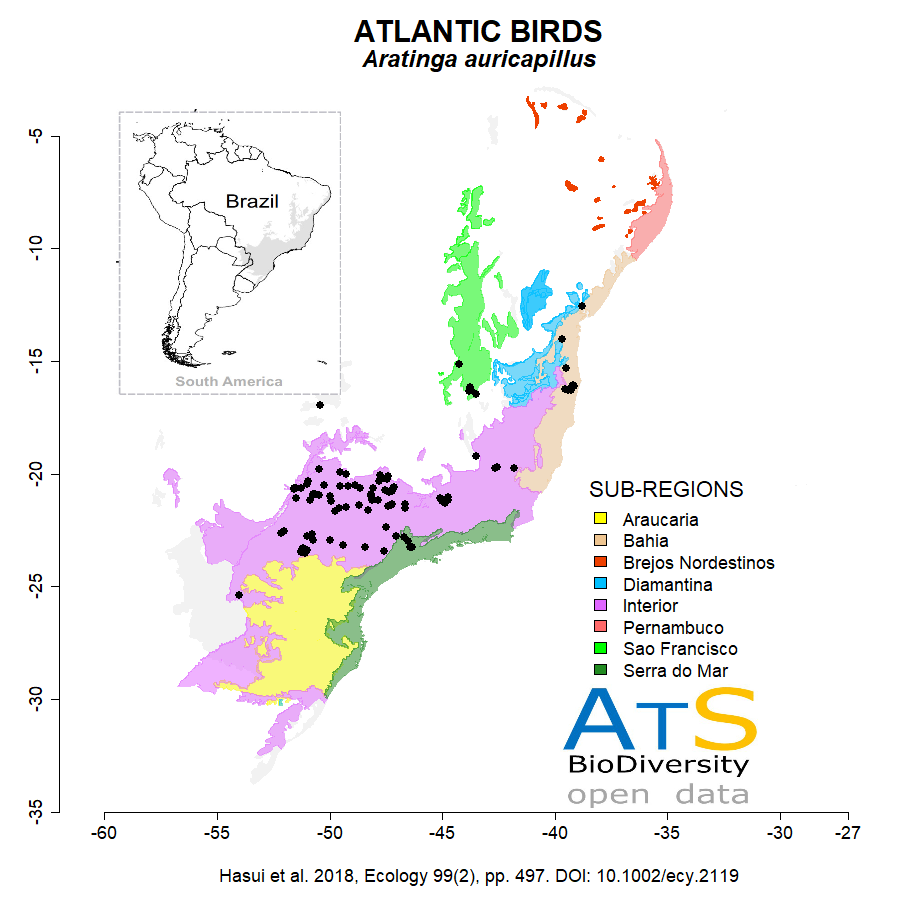 ATLANTIC BIRDS
Aratinga auricapillus
Brazil
South America
-5
-10
-15
-20
-25
-30
-35
-60
-55
-50
-45
-40
-35
-30
-27
SUB-REGIONS
Araucaria
Bahia
Brejos Nordestinos
Diamantina
Interior
Pernambuco
Sao Francisco
Serra do Mar
ATS
BioDiversity
open data
Hasui et al. 2018, Ecology 99(2), pp. 497. DOI: 10.1002/ecy.2119